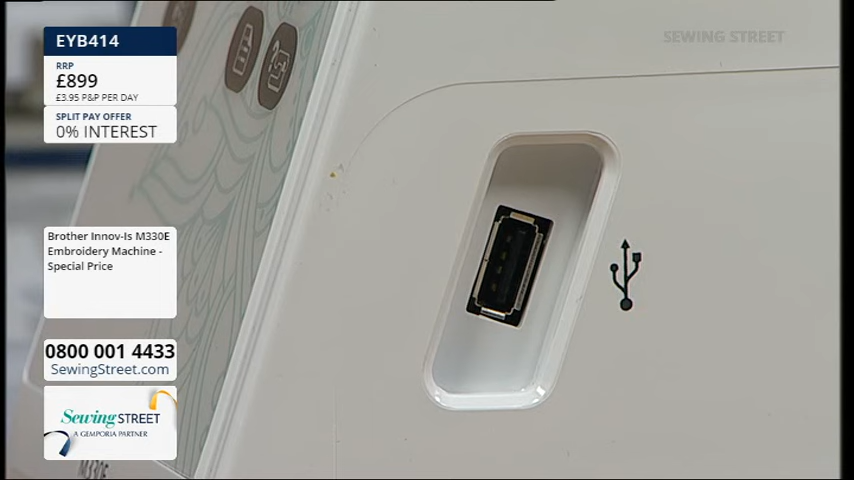 EYB414
RRP
£899
£3.95 P&P PER DAY
SPLIT PAY OFFER
0% INTEREST
Brother Innov-Is M330E
Embroidery Machine -
Special Price
0800 001 4433
SewingStreet.com
Sewing STREET
A GEMPORIA PARTNER
SEWING STREET
M330E